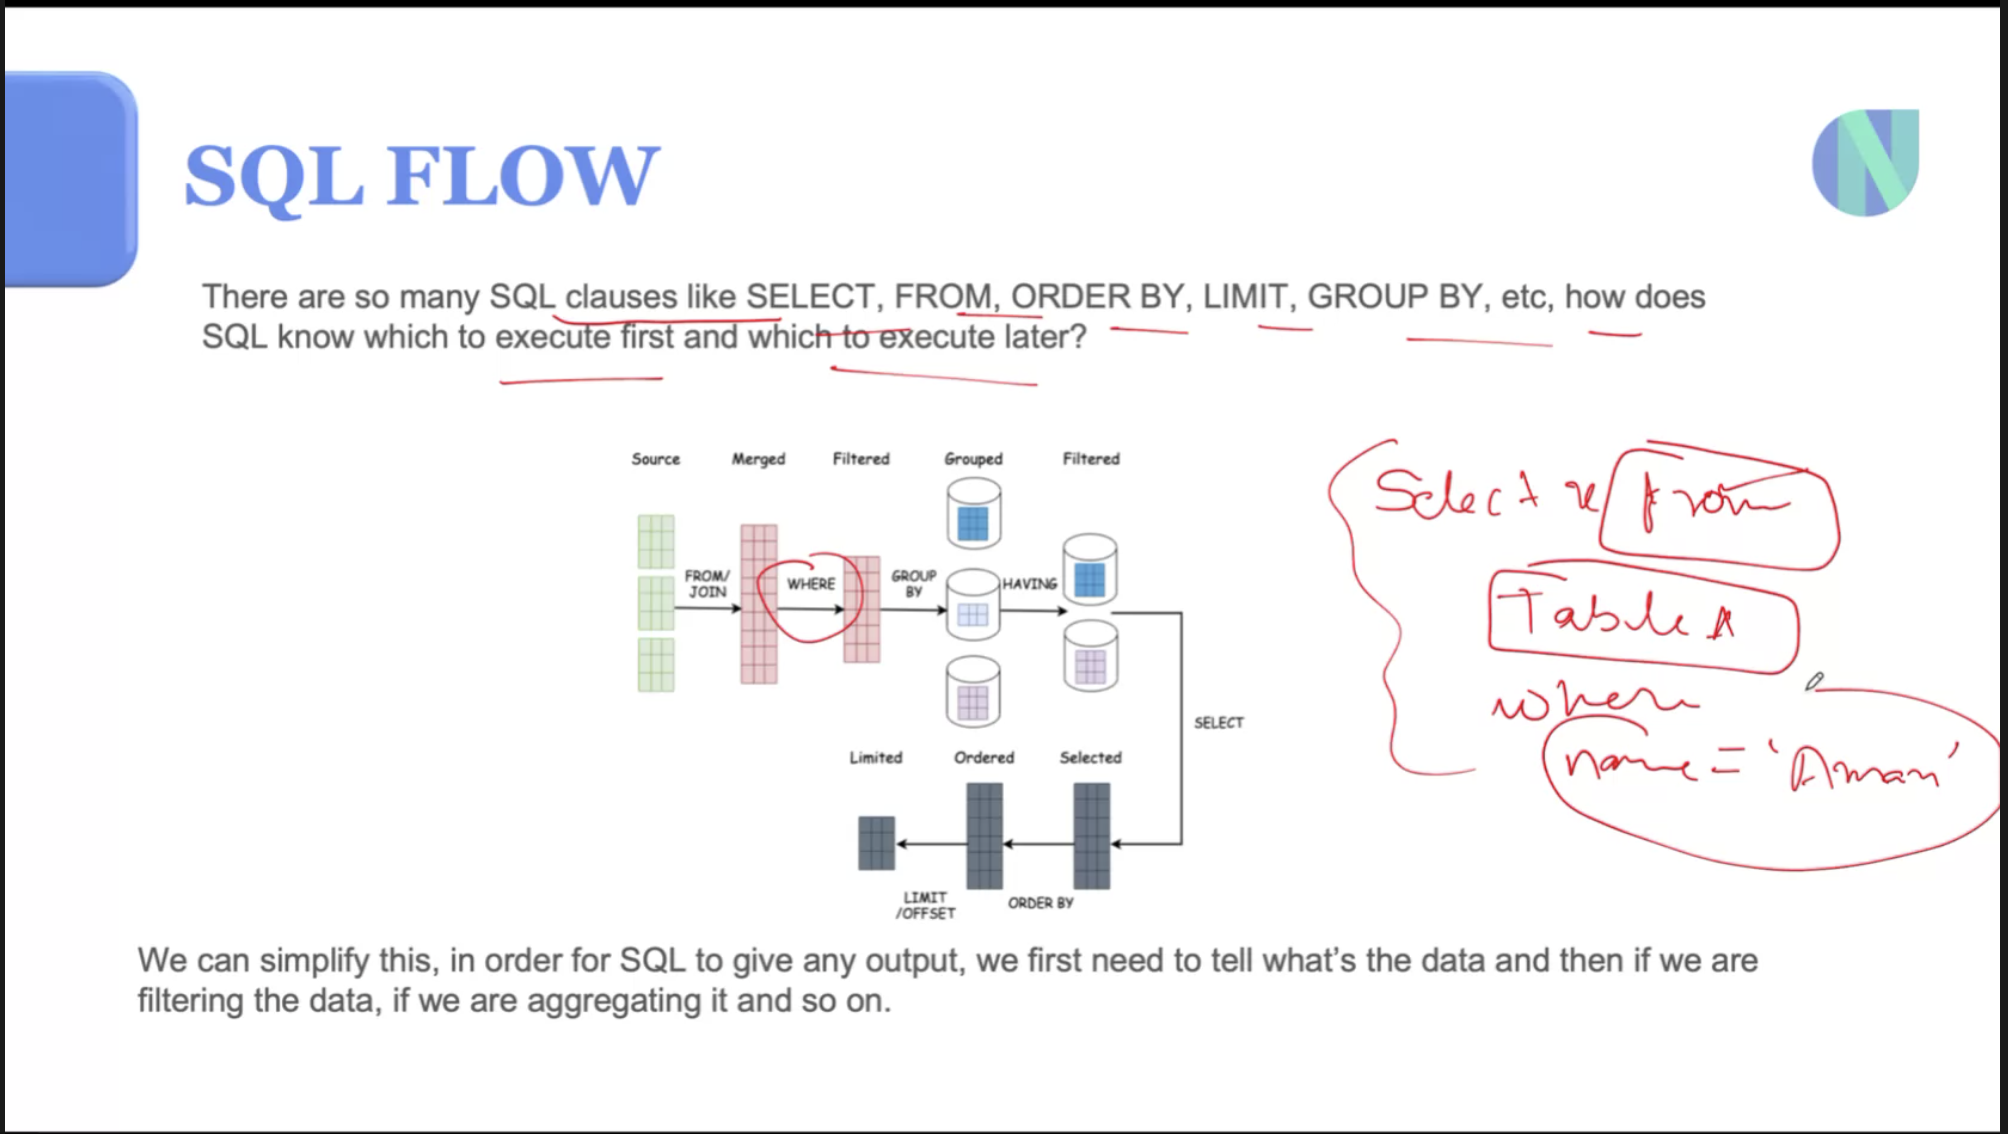 SQL FLOW
There are so many SQL clauses like SELECT, FROM, ORDER BY, LIMIT, GROUP BY, etc, how does
SQL know which to execute first and which to execute later?
Source Merged Filtered Grouped Filtered
FROM/
JOIN
WHERE
GROUP
BY
HAVING
SELECT
Limited Ordered Selected
LIMIT
/OFFSET
ORDER BY
Select from
Table A
where
name = 'Aman'
We can simplify this, in order for SQL to give any output, we first need to tell what’s the data and then if we are
filtering the data, if we are aggregating it and so on.